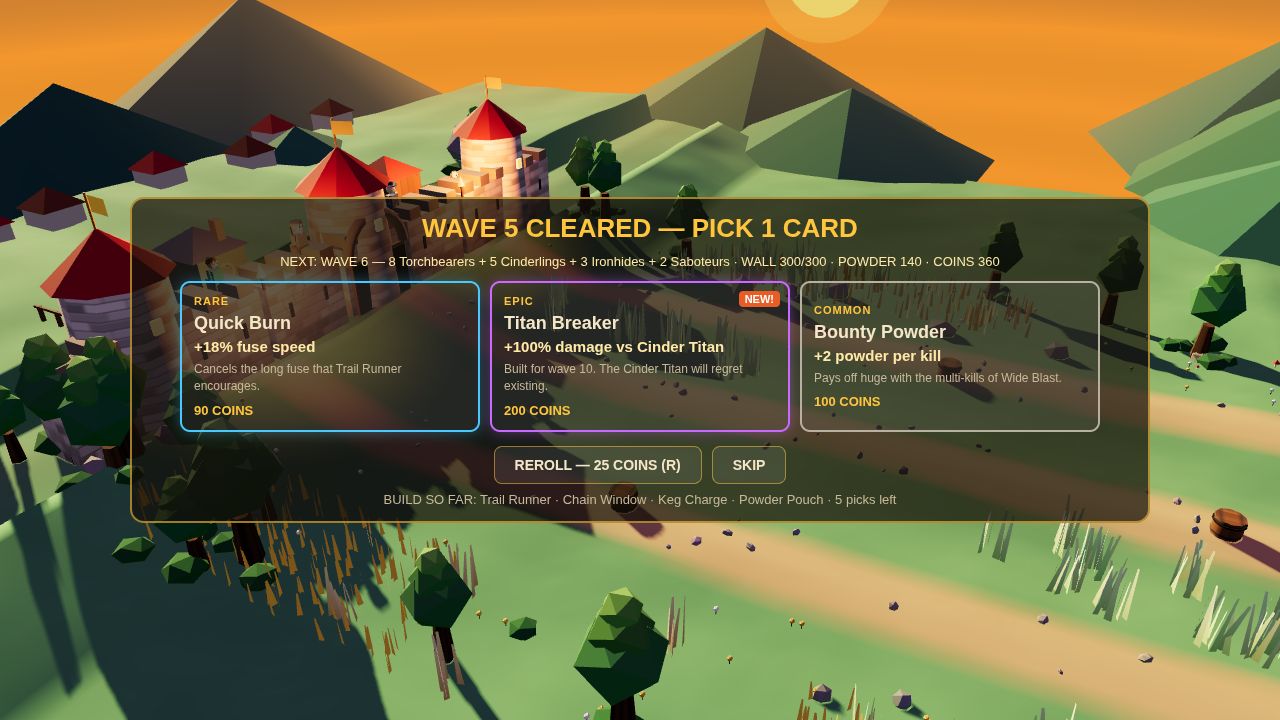 WAVE 5 CLEARED — PICK 1 CARD
NEXT: WAVE 6 — 8 Torchbearers + 5 Cinderlings + 3 Ironhides + 2 Saboteurs · WALL 300/300 · POWDER 140 · COINS 360
RARE
Quick Burn
+18% fuse speed
Cancels the long fuse that Trail Runner
encourages.
90 COINS
EPIC
NEW!
Titan Breaker
+100% damage vs Cinder Titan
Built for wave 10. The Cinder Titan will regret
existing.
200 COINS
COMMON
Bounty Powder
+2 powder per kill
Pays off huge with the multi-kills of Wide Blast.
100 COINS
REROLL — 25 COINS (R)
SKIP
BUILD SO FAR: Trail Runner · Chain Window · Keg Charge · Powder Pouch · 5 picks left